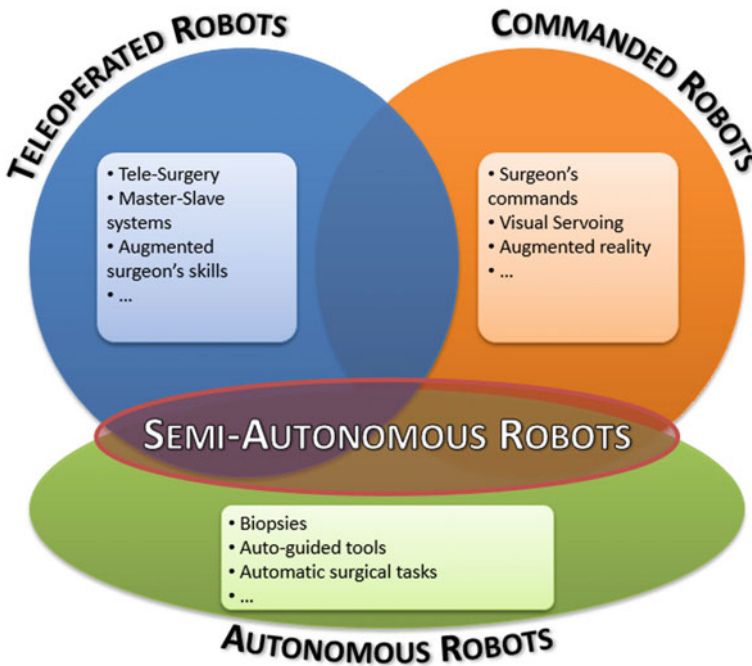 TELEOPERATED ROBOTS
COMMANDED ROBOTS
• Tele-Surgery
• Master-Slave
systems
• Augmented
surgeon's skills
• ...
• Surgeon's
commands
• Visual Servoing
• Augmented reality
• ...
SEMI-AUTONOMOUS ROBOTS
• Biopsies
• Auto-guided tools
• Automatic surgical tasks
• ...
AUTONOMOUS ROBOTS